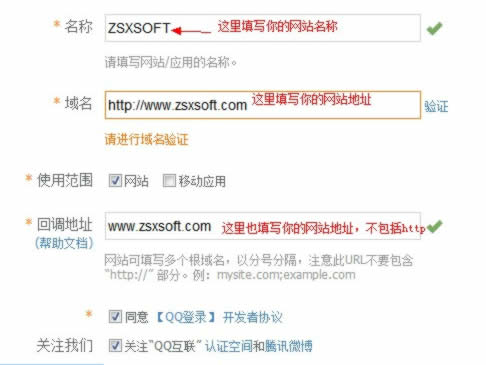 * 名称 ZSXSOFT 这里填写你的网站名称
请填写网站/应用的名称。
* 域名 http://www.zsxsoft.com 这里填写你的网站地址 验证
请进行域名验证
* 使用范围 网站 移动应用
* 回调地址 www.zsxsoft.com 这里也填写你的网站地址，不包括http
(帮助文档)
网站可填写多个根域名，以分号分隔，注意此URL不要包含
“http://” 部分。例：mysite.com;example.com
* 同意【QQ登录】开发者协议
关注我们 关注“QQ互联” 认证空间和腾讯微博